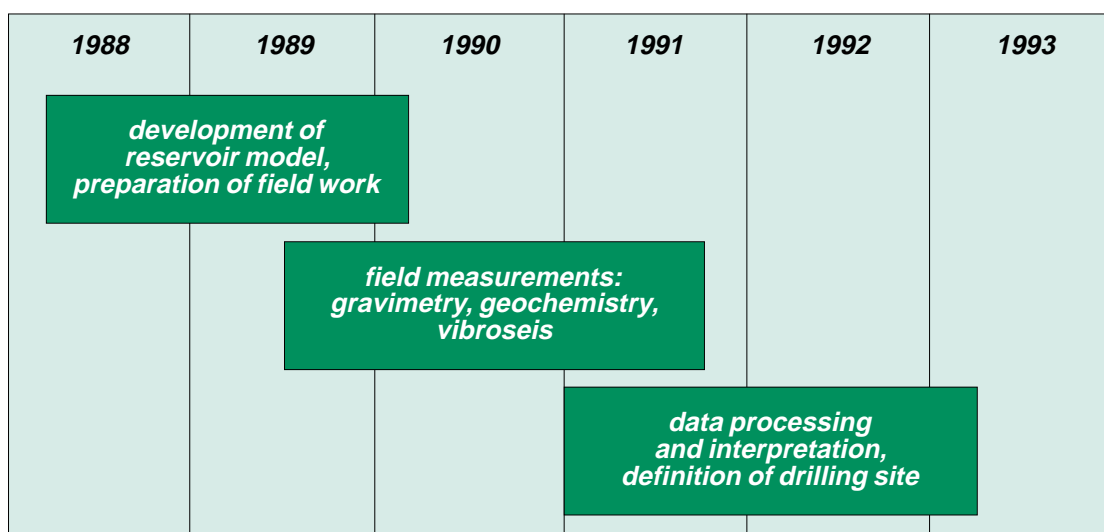 1988 1989 1990 1991 1992 1993
development of
reservoir model,
preparation of field work
field measurements:
gravimetry, geochemistry,
vibroseis
data processing
and interpretation,
definition of drilling site